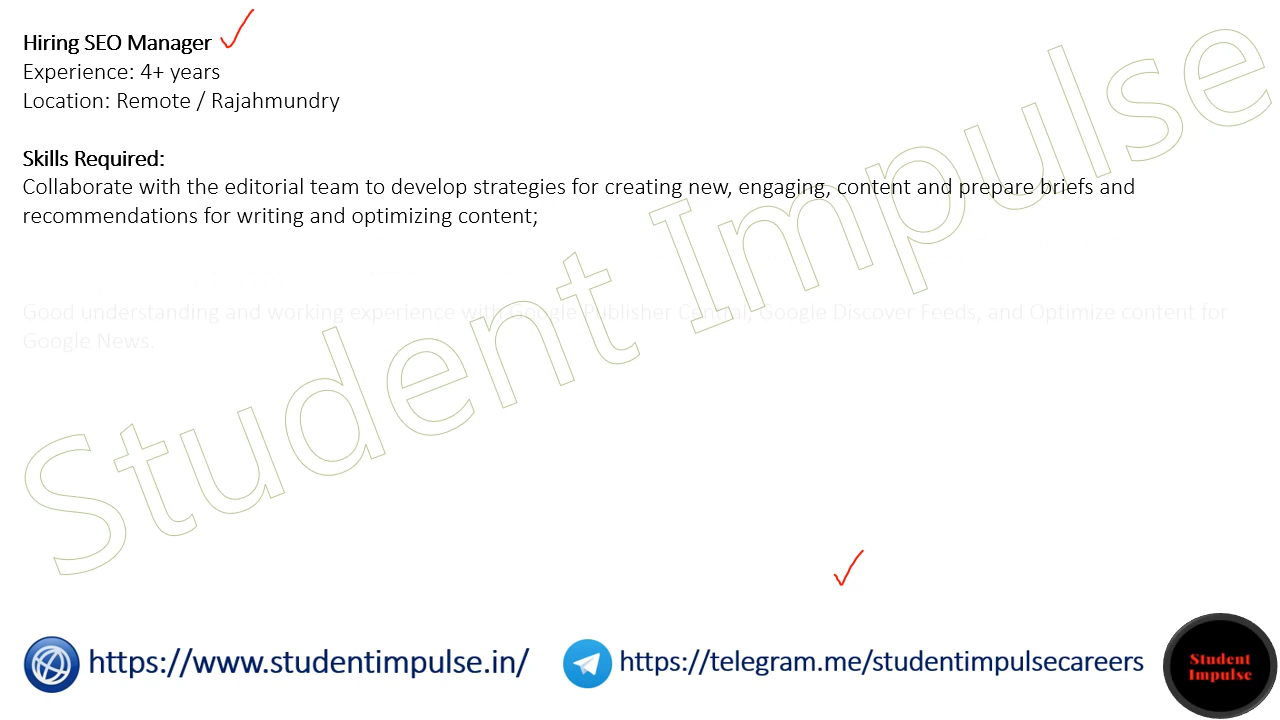 Hiring SEO Manager
Experience: 4+ years
Location: Remote / Rajahmundry
Skills Required:
Collaborate with the editorial team to develop strategies for creating new, engaging, content and prepare briefs and
recommendations for writing and optimizing content;
Good understanding and working experience with Google Publisher Central, Google Discover Feeds, and Optimize content for
Google News.
Student Impulse
https://www.studentimpulse.in/
https://telegram.me/studentimpulsecareers
Student
Impulse